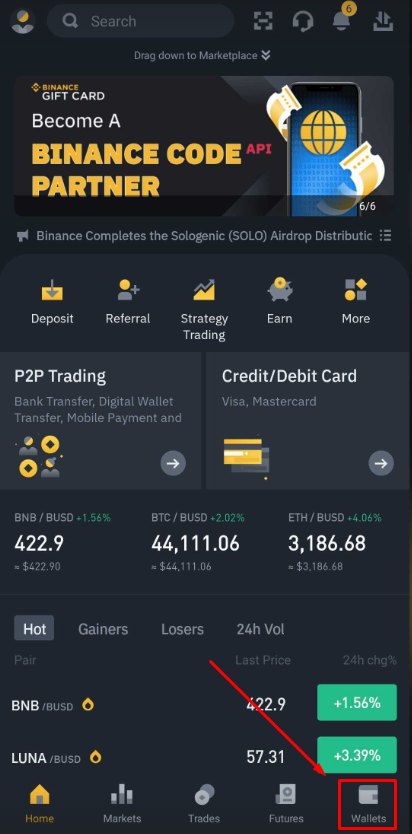 6
Search
Drag down to Marketplace
BINANCE
GIFT CARD
Become A
BINANCE CODE API
PARTNER
6/6
Binance Completes the Sologenic (SOLO) Airdrop Distributic
Deposit
Referral
Strategy
Trading
Earn
More
P2P Trading
Bank Transfer, Digital Wallet
Transfer, Mobile Payment and
Credit/Debit Card
Visa, Mastercard
BNB / BUSD +1.56%
422.9
≈ $422.90
BTC / BUSD +2.02%
44,111.06
≈ $44,111.06
ETH / BUSD +4.06%
3,186.68
≈ $3,186.68
Hot Gainers Losers 24h Vol
Pair Last Price 24h chg%
BNB /BUSD 422.9 +1.56%
LUNA /BUSD 57.31 +3.39%
Home Markets Trades Futures Wallets